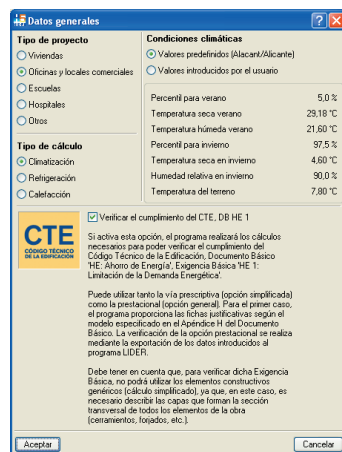 Datos generales
Tipo de proyecto
Viviendas
Oficinas y locales comerciales
Escuelas
Hospitales
Otros
Tipo de cálculo
Climatización
Refrigeración
Calefacción
Condiciones climáticas
Valores predefinidos (Alacant/Alicante)
Valores introducidos por el usuario
Percentil para verano 5,0 %
Temperatura seca verano 29,18 °C
Temperatura húmeda verano 21,60 °C
Percentil para invierno 97,5 %
Temperatura seca en invierno 4,60 °C
Humedad relativa en invierno 90,0 %
Temperatura del terreno 7,80 °C
CTE
CÓDIGO TÉCNICO
DE LA EDIFICACIÓN
Verificar el cumplimiento del CTE, DB HE 1
Si activa esta opción, el programa realizará los cálculos
necesarios para poder verificar el cumplimiento del
Código Técnico de la Edificación, Documento Básico
'HE: Ahorro de Energía', Exigencia Básica 'HE 1:
Limitación de la Demanda Energética'.
Puede utilizar tanto la vía prescriptiva (opción simplificada)
como la prestacional (opción general). Para el primer caso,
el programa proporciona las fichas justificativas según el
modelo especificado en el Apéndice H del Documento
Básico. La verificación de la opción prestacional se realiza
mediante la exportación de los datos introducidos al
programa LIDER.
Debe tener en cuenta que, para verificar dicha Exigencia
Básica, no podrá utilizar los elementos constructivos
genéricos (cálculo simplificado), ya que, en este caso, es
necesario describir las capas que forman la sección
transversal de todos los elementos de la obra
(cerramientos, forjados, etc.).
Aceptar
Cancelar